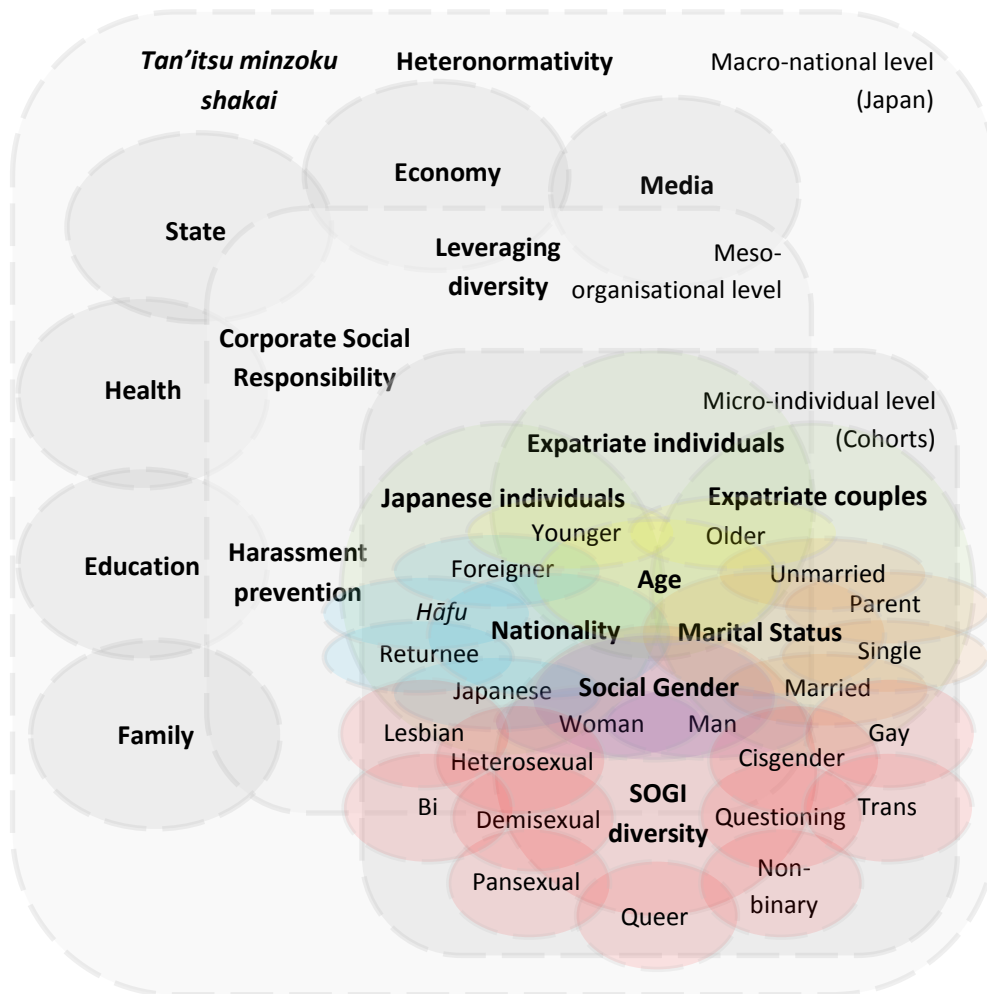 Tan’itsu minzoku
shakai
Heteronormativity
Macro-national level
(Japan)
Economy
Media
State
Leveraging
diversity
Meso-
organisational level
Corporate Social
Responsibility
Health
Micro-individual level
(Cohorts)
Expatriate individuals
Japanese individuals
Expatriate couples
Younger
Older
Education
Harassment
prevention
Foreigner
Age
Unmarried
Hāfu
Parent
Nationality
Marital Status
Returnee
Single
Japanese
Social Gender
Married
Family
Lesbian
Woman
Man
Gay
Heterosexual
Cisgender
Bi
Demisexual
SOGI
diversity
Questioning
Trans
Pansexual
Non-
binary
Queer